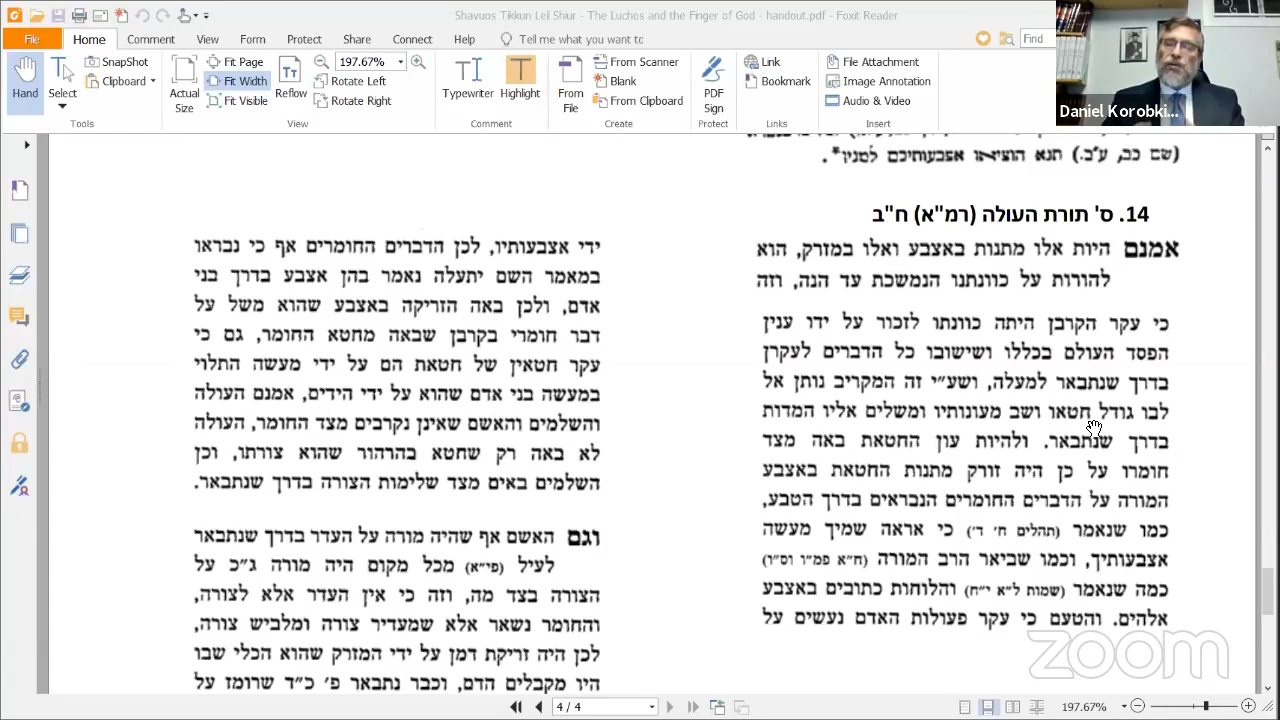 Shavuos Tikkun Leil Shiur - The Luchos and the Finger of God _handout.pdf - Foxit Reader
File Home Comment View Form Protect Share Connect Help Tell me what you want to Find
Hand
Select
SnapShot
Clipboard
Actual Size
Fit Page
Fit Width
Fit Visible
Reflow
197.67%
Rotate Left
Rotate Right
Typewriter
Highlight
From File
From Scanner
Blank
From Clipboard
PDF Sign
Link
Bookmark
File Attachment
Image Annotation
Audio & Video
Tools View Comment Create Protect Links Insert
Daniel Korobki...
(שם כב, ע"ב.) תנא הוציאו אצבעותיכם למנין*.
14. ס' תורת העולה (רמ"א) ח"ב
אמנם היות אלו מתנות באצבע ואלו במזרק, הוא
להורות על כוונתנו הנמשכת עד הנה, וזה
כי עקר הקרבן היתה כוונתו לזכור על ידו ענין
הפסד העולם בכללו ושישובו כל הדברים לעקרן
בדרך שנתבאר למעלה, ושע״י זה המקריב נותן אל
לבו גודל חטאו ושב מעונותיו ומשלים אליו המדות
בדרך שנתבאר. ולהיות עון החטאת באה מצד
חומרו על כן היה זורק מתנות החטאת באצבע
המורה על הדברים החומרים הנבראים בדרך הטבע,
כמו שנאמר (תהלים ח׳ ד׳) כי אראה שמיך מעשה
אצבעותיך, וכמו שביאר הרב המורה (ח״א פמ״ו וס״ו)
כמה שנאמר (שמות ל״א י״ח) והלוחות כתובים באצבע
אלהים. והטעם כי עקר פעולות האדם נעשים על
ידי אצבעותיו, לכן הדברים החומרים אף כי נבראו
במאמר השם יתעלה נאמר בהן אצבע בדרך בני
אדם, ולכן באה הזריקה באצבע שהוא משל על
דבר חומרי בקרבן שבאה מחטא החומר, גם כי
עקר חטאין של חטאת הם על ידי מעשה התלוי
במעשה בני אדם שהוא על ידי הידים, אמנם העולה
והשלמים והאשם שאינן נקרבים מצד החומר, העולה
לא באה רק שחטא בהרהור שהוא צורתו, וכן
השלמים באים מצד שלימות הצורה בדרך שנתבאר.
וגם האשם אף שהיה מורה על העדר בדרך שנתבאר
לעיל (פי״א) מכל מקום היה מורה ג״כ על
הצורה בצד מה, וזה כי אין העדר אלא לצורה,
והחומר נשאר אלא שמעדיר צורה ומלביש צורה,
לכן היה זריקת דמן על ידי המזרק שהוא הכלי שבו
היו מקבלים הדם, וכבר נתבאר פ׳ כ״ד שרומז על
zoom
4 / 4
197.67%